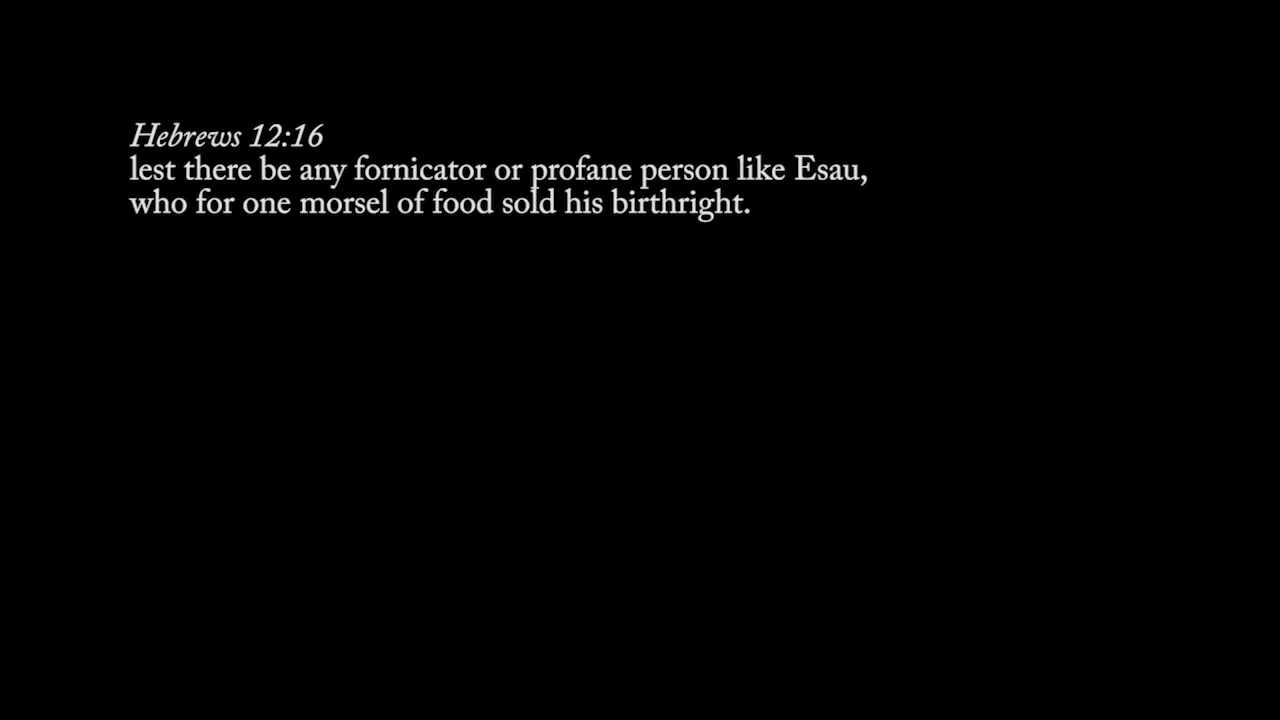 Hebrews 12:16
lest there be any fornicator or profane person like Esau,
who for one morsel of food sold his birthright.